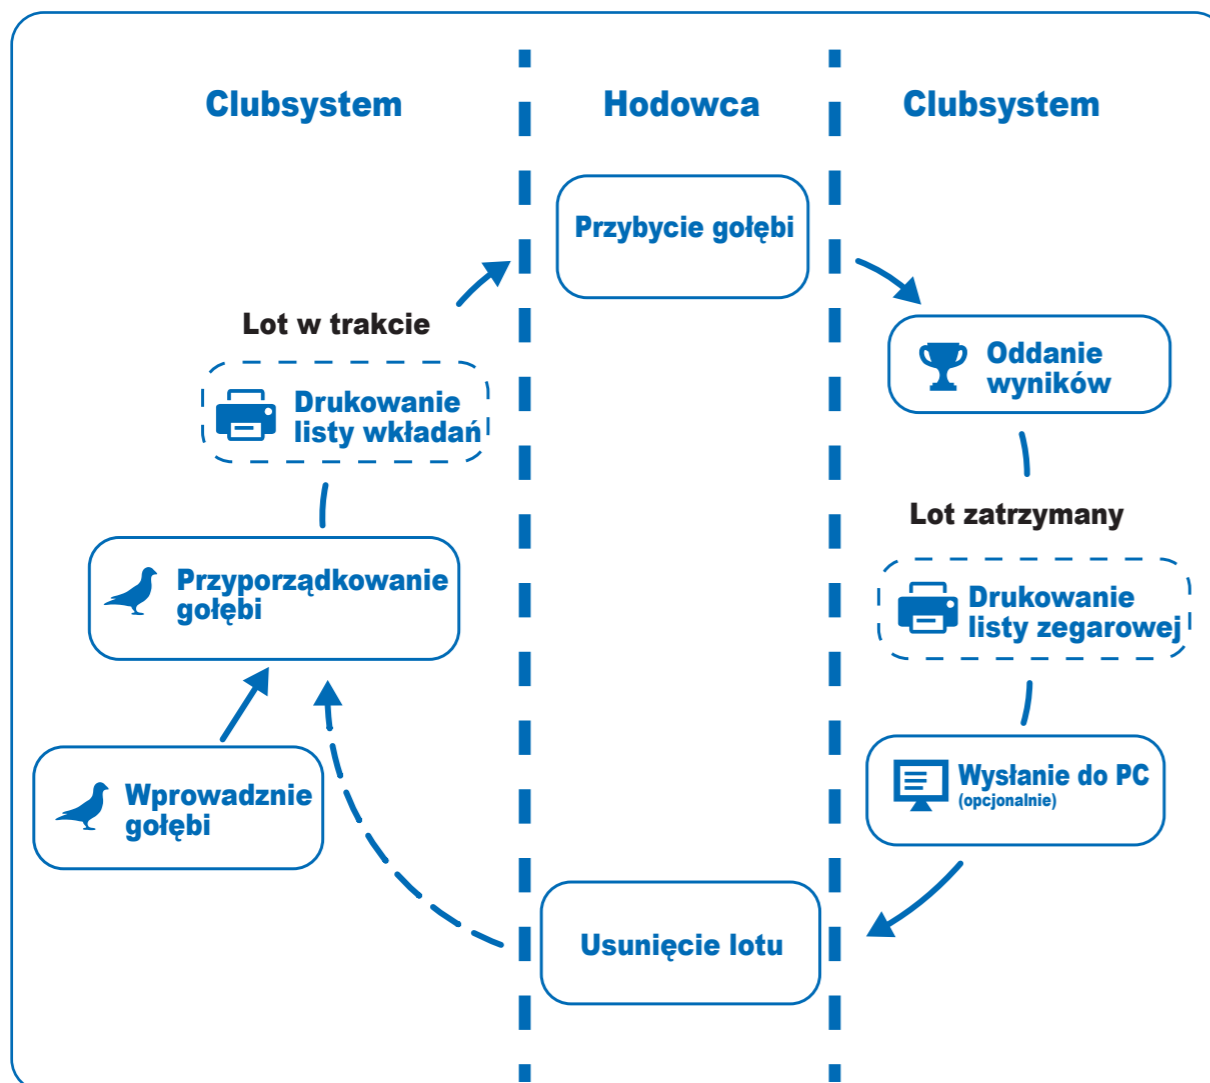 Clubsystem
Hodowca
Clubsystem
Przybycie gołębi
Lot w trakcie
Drukowanie
listy wkładań
Oddanie
wyników
Lot zatrzymany
Przyporządkowanie
gołębi
Drukowanie
listy zegarowej
Wprowadznie
gołębi
Wysłanie do PC
(opcjonalnie)
Usunięcie lotu